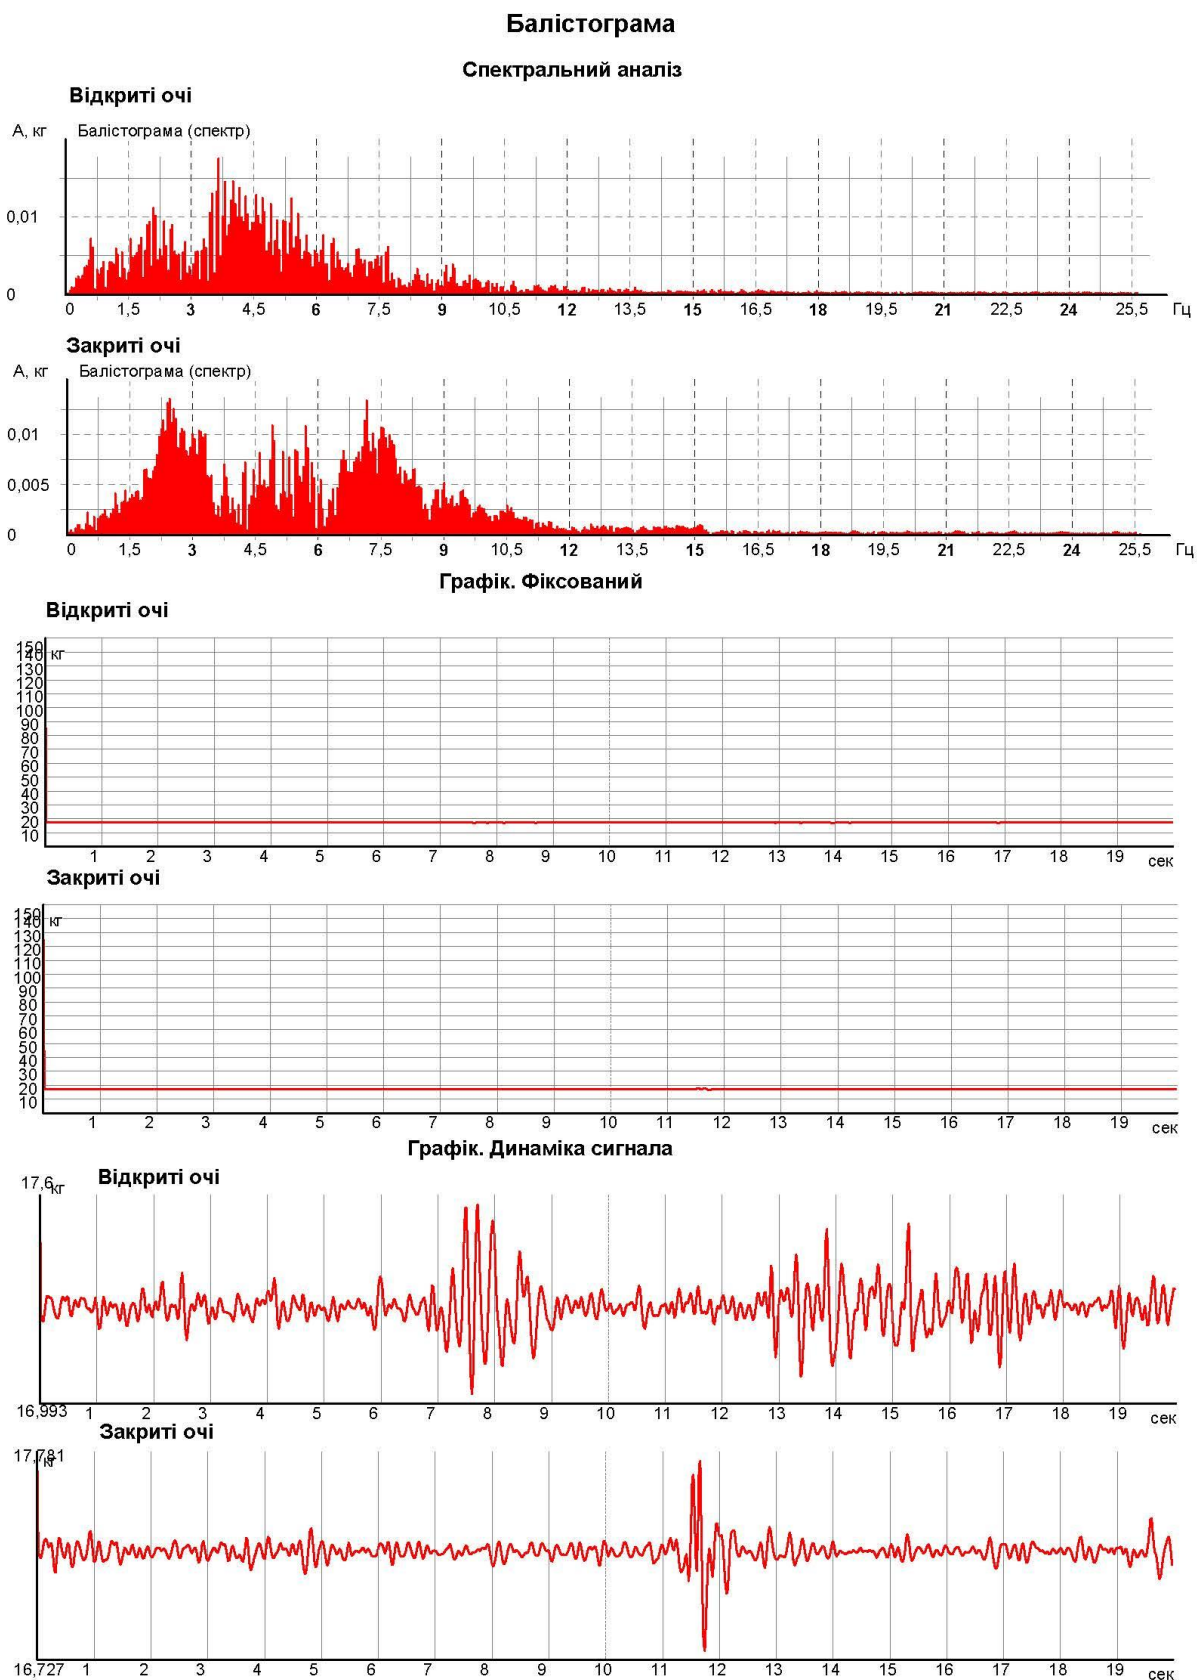 Балістограма
Спектральний аналіз
Відкриті очі
А, кг Балістограма (спектр)
0,01
0
0 1,5 3 4,5 6 7,5 9 10,5 12 13,5 15 16,5 18 19,5 21 22,5 24 25,5 Гц
Закриті очі
А, кг Балістограма (спектр)
0,01
0,005
0
0 1,5 3 4,5 6 7,5 9 10,5 12 13,5 15 16,5 18 19,5 21 22,5 24 25,5 Гц
Графік. Фіксований
Відкриті очі
150
140 кг
130
120
110
100
90
80
70
60
50
40
30
20
10
1 2 3 4 5 6 7 8 9 10 11 12 13 14 15 16 17 18 19 сек
Закриті очі
150
140 кг
130
120
110
100
90
80
70
60
50
40
30
20
10
1 2 3 4 5 6 7 8 9 10 11 12 13 14 15 16 17 18 19 сек
Графік. Динаміка сигнала
Відкриті очі
17,6 кг
16,993 1 2 3 4 5 6 7 8 9 10 11 12 13 14 15 16 17 18 19 сек
Закриті очі
17,781 кг
16,727 1 2 3 4 5 6 7 8 9 10 11 12 13 14 15 16 17 18 19 сек